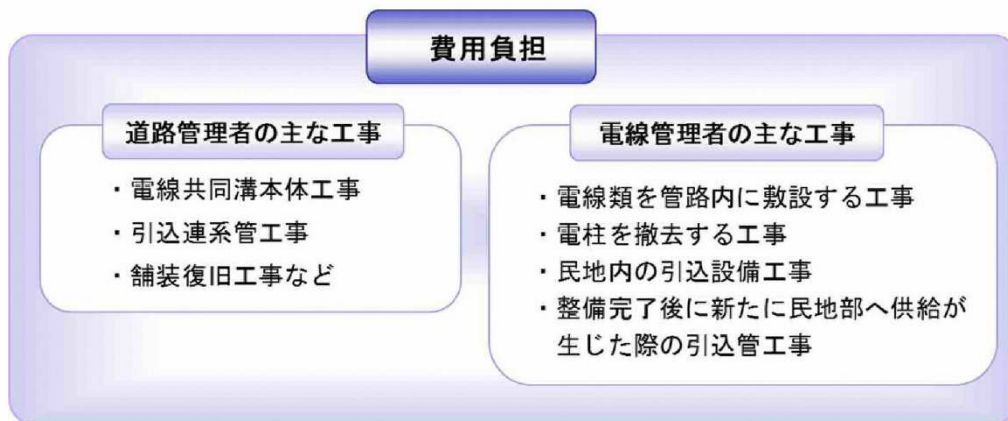 費用負担
道路管理者の主な工事
・電線共同溝本体工事
・引込連系管工事
・舗装復旧工事など
電線管理者の主な工事
・電線類を管路内に敷設する工事
・電柱を撤去する工事
・民地内の引込設備工事
・整備完了後に新たに民地部へ供給が
生じた際の引込管工事